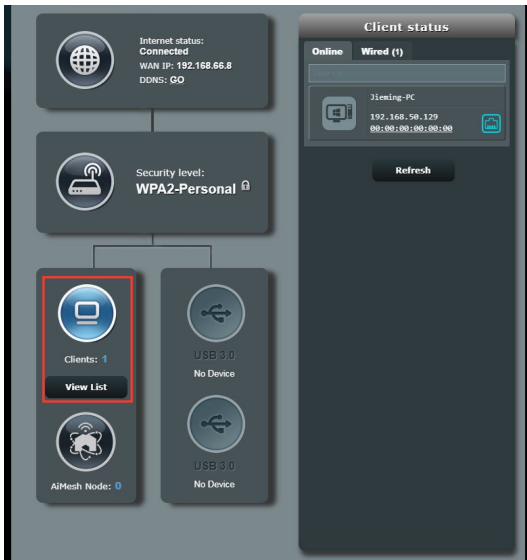 Internet status:
Connected
WAN IP: 192.168.66.8
DDNS: GO
Security level:
WPA2-Personal
Clients: 1
View List
AiMesh Node: 0
USB 3.0
No Device
USB 3.0
No Device
Client status
Online Wired (1)
Jieming-PC
192.168.50.129
00:00:00:00:00:00
Refresh